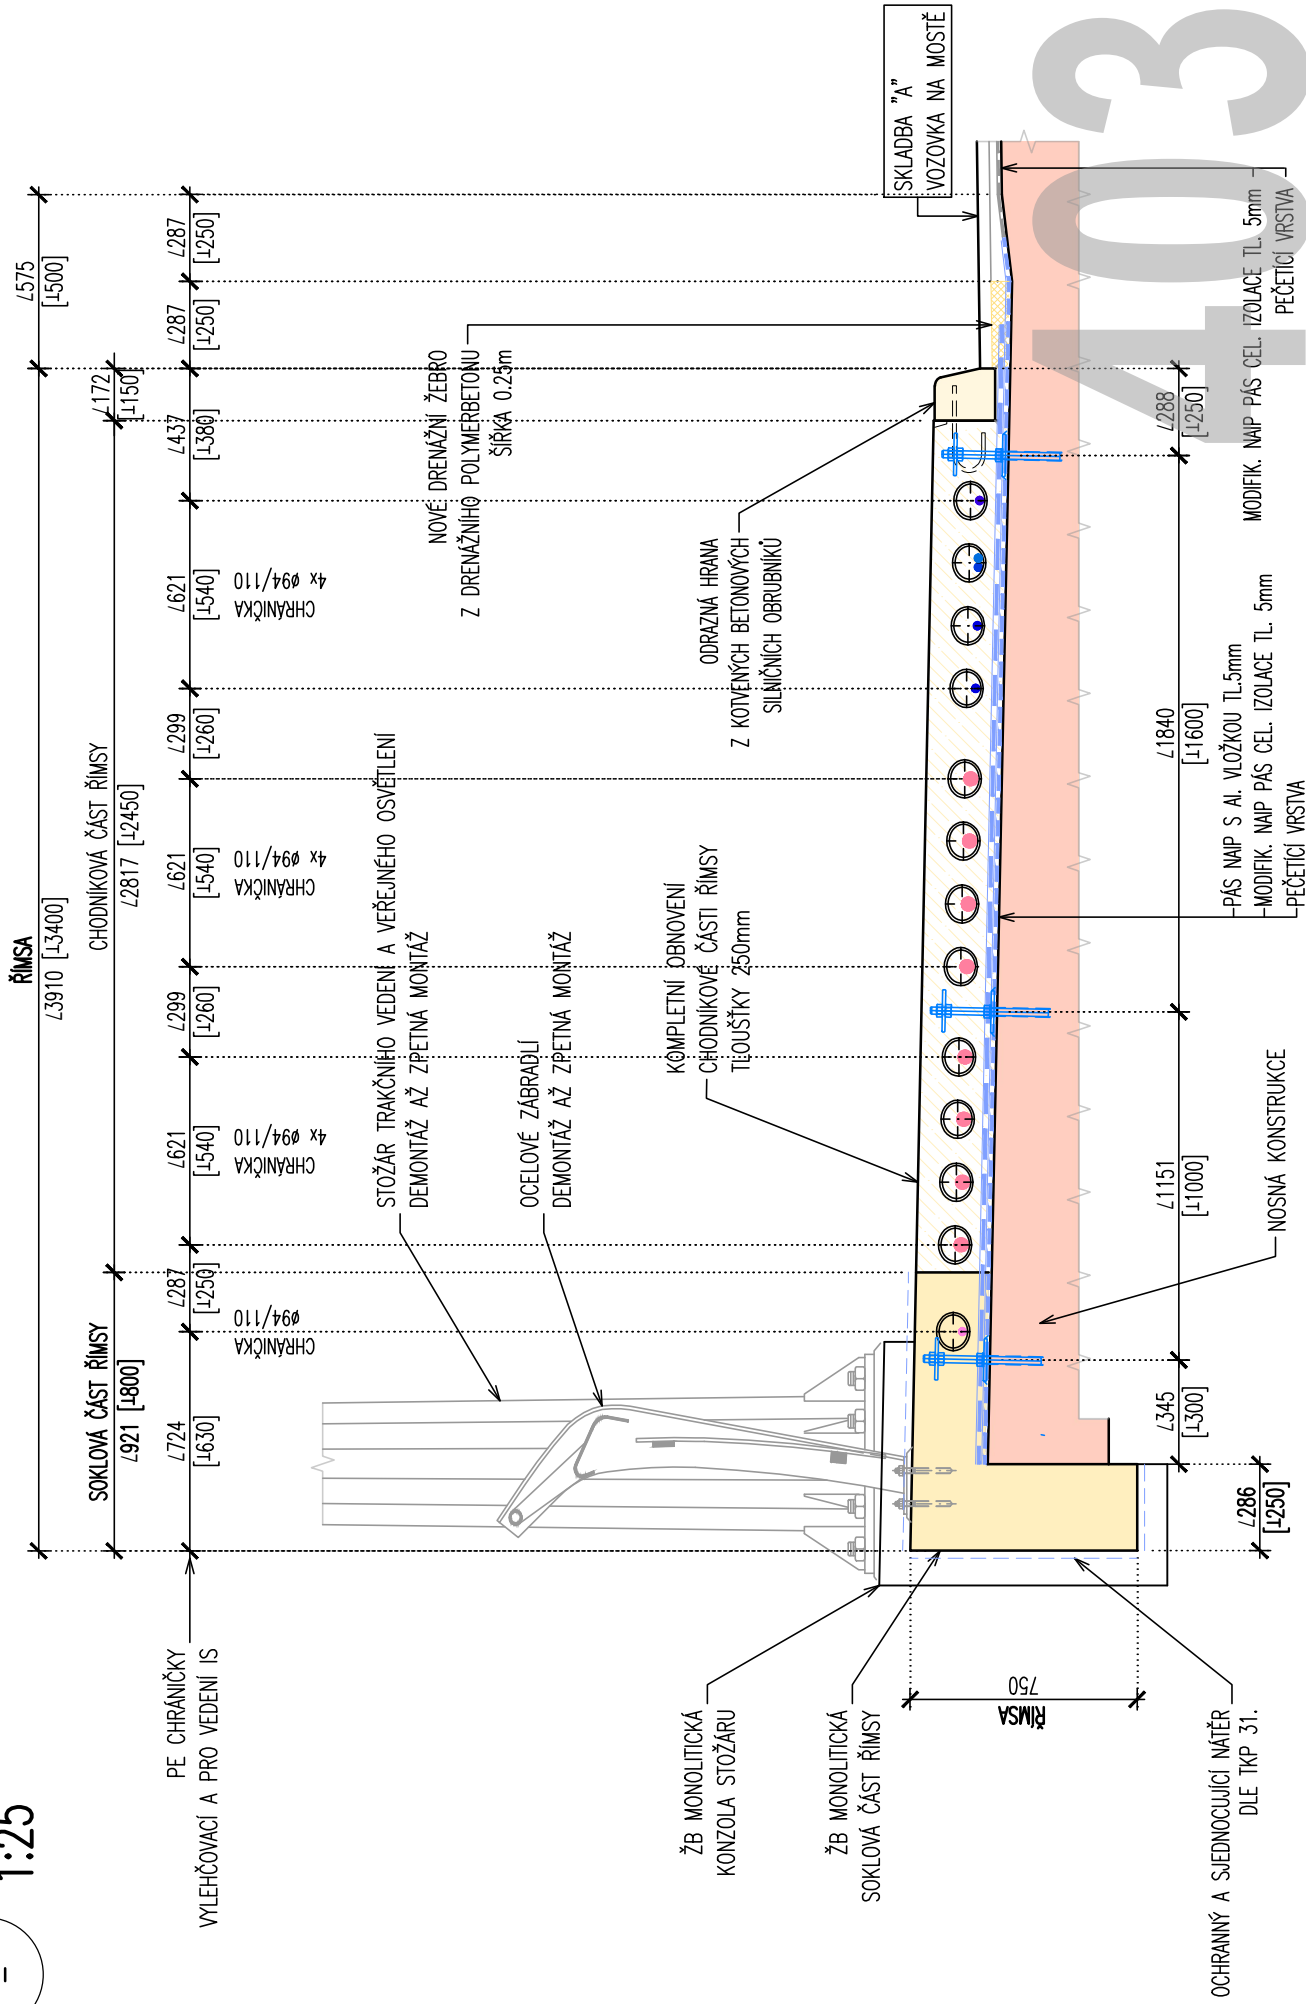 1:25
ŘÍMSA
∠3910 [⊥3400]
∠575
[⊥500]
SOKLOVÁ ČÁST ŘÍMSY
∠921 [⊥800]
CHODNÍKOVÁ ČÁST ŘÍMSY
∠2817 [⊥2450]
∠172
[⊥150]
∠724
[⊥630]
∠287
[⊥250]
∠621
[⊥540]
∠299
[⊥260]
∠621
[⊥540]
∠299
[⊥260]
∠621
[⊥540]
∠437
[⊥380]
∠287
[⊥250]
∠287
[⊥250]
PE CHRÁNIČKY
VYLEHČOVACÍ A PRO VEDENÍ IS
CHRÁNIČKA
ø94/110
CHRÁNIČKA
4x ø94/110
CHRÁNIČKA
4x ø94/110
CHRÁNIČKA
4x ø94/110
STOŽÁR TRAKČNÍHO VEDENÍ A VEŘEJNÉHO OSVĚTLENÍ
DEMONTÁŽ AŽ ZPETNÁ MONTÁŽ
OCELOVÉ ZÁBRADLÍ
DEMONTÁŽ AŽ ZPETNÁ MONTÁŽ
NOVÉ DRENÁŽNÍ ŽEBRO
Z DRENÁŽNÍHO POLYMERBETONU
ŠÍŘKA 0.25m
KOMPLETNÍ OBNOVENÍ
CHODNÍKOVÉ ČÁSTI ŘÍMSY
TLOUŠŤKY 250mm
ODRAZNÁ HRANA
Z KOTVENÝCH BETONOVÝCH
SILNIČNÍCH OBRUBNÍKŮ
SKLADBA "A"
VOZOVKA NA MOSTĚ
ŽB MONOLITICKÁ
KONZOLA STOŽÁRU
ŽB MONOLITICKÁ
SOKLOVÁ ČÁST ŘÍMSY
ŘÍMSA
750
OCHRANNÝ A SJEDNOCUJÍCÍ NÁTĚR
DLE TKP 31.
∠345
[⊥300]
∠1151
[⊥1000]
∠1840
[⊥1600]
∠288
[⊥250]
∠286
[⊥250]
NOSNÁ KONSTRUKCE
PÁS NAIP S Al. VLOŽKOU TL.5mm
MODIFIK. NAIP PÁS CEL. IZOLACE TL. 5mm
PEČETÍCÍ VRSTVA
MODIFIK. NAIP PÁS CEL. IZOLACE TL. 5mm
PEČETÍCÍ VRSTVA
403